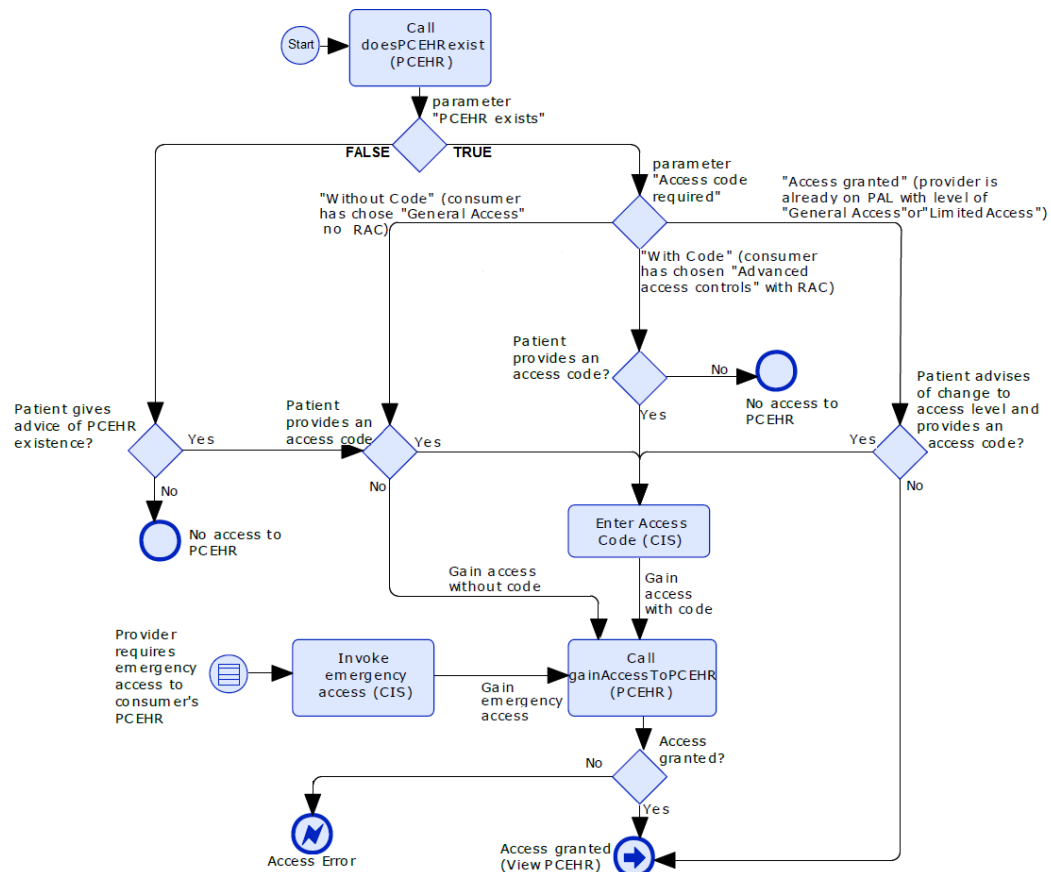 Call
doesPCEHRexist
(PCEHR)
Start
parameter
"PCEHR exists"
FALSE
TRUE
parameter
"Access code
required"
"Without Code" (consumer
has chose "General Access"
no RAC)
"Access granted" (provider is
already on PAL with level of
"General Access"or"Limited Access")
"With Code" (consumer
has chosen "Advanced
access controls" with RAC)
Patient
provides an
access code?
No
No access to
PCEHR
Yes
Patient gives
advice of PCEHR
existence?
Yes
No
No access to
PCEHR
Patient
provides an
access code
Yes
No
Patient advises
of change to
access level and
provides an
access code?
Yes
No
Enter Access
Code (CIS)
Gain access
without code
Gain
access
with code
Provider
requires
emergency
access to
consumer's
PCEHR
Invoke
emergency
access (CIS)
Gain
emergency
access
Call
gainAccessToPCEHR
(PCEHR)
Access
granted?
No
Yes
Access Error
Access granted
(View PCEHR)